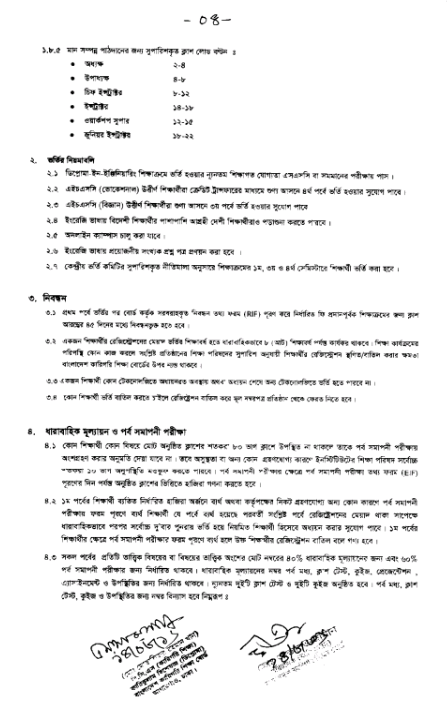 - 04-
১.৮.৫ মান সম্পন্ন পাঠদানের জন্য সুপারিশকৃত ক্লাশ লোড বন্টন ঃ
• অধ্যক্ষ ২-৪
• উপাধ্যক্ষ ৪-৮
• চিফ ইন্সট্রাক্টর ৮-১২
• ইন্সট্রাক্টর ১৪-১৮
• ওয়ার্কশপ সুপার ১২-১৫
• জুনিয়র ইন্সট্রাক্টর ১৮-২২
২. ভর্তির নিয়মাবলি
২.১ ডিপ্লোমা-ইন-ইঞ্জিনিয়ারিং শিক্ষাক্রমে ভর্তি হওয়ার ন্যূনতম শিক্ষাগত যোগ্যতা এসএসসি বা সমমানের পরীক্ষায় পাস।
২.২ এইচএসসি (ভোকেশনাল) উত্তীর্ণ শিক্ষার্থীরা ক্রেডিট ট্রান্সফারের মাধ্যমে শুন্য আসনে ৪র্থ পর্বে ভর্তি হওয়ার সুযোগ পাবে।
২.৩ এইচএসসি (বিজ্ঞান) উত্তীর্ণ শিক্ষার্থীরা শুন্য আসনে ৩য় পর্বে ভর্তি হওয়ার সুযোগ পাবে
২.৪ ইংরেজি ভাষায় বিদেশী শিক্ষার্থীর পাশাপাশি আগ্রহী দেশী শিক্ষার্থীরাও পড়াশুনা করতে পারবে।
২.৫ অনলাইন ক্যাম্পাস চালু করা যাবে।
২.৬ ইংরেজী ভাষায় প্রয়োজনীয় সংখ্যক প্রশ্ন পত্র প্রণয়ন করা হবে ।
২.৭ কেন্দ্রীয় ভর্তি কমিটির সুপারিশকৃত নীতিমালা অনুসারে শিক্ষাক্রমের ১ম, ৩য় ও ৪র্থ সেমিস্টারে শিক্ষার্থী ভর্তি করা হবে ।
৩. নিবন্ধন
৩.১ প্রথম পর্বে ভর্তির পর বোর্ড কর্তৃক সরবরাহকৃত নিবন্ধন তথ্য ফরম (RIF) পূরণ করে নির্ধারিত ফি প্রদানপূর্বক শিক্ষাক্রমের জন্য ক্লাশ
আরম্ভের ৪৫ দিনের মধ্যে নিবন্ধনভুক্ত হতে হবে ।
৩.২ একজন শিক্ষার্থীর রেজিস্ট্রেশনের মেয়াদ ভর্তির শিক্ষাবর্ষ হতে ধারাবাহিকভাবে ৮ (আট) শিক্ষাবর্ষ পর্যন্ত কার্যকর থাকবে। শিক্ষা কার্যক্রমের
পরিপন্থি কোন কাজ করলে সংশ্লিষ্ট প্রতিষ্ঠানের শিক্ষা পরিষদের সুপারিশ অনুযায়ী শিক্ষার্থীর রেজিস্ট্রেশন স্থগিত/বাতিল করার ক্ষমতা
বাংলাদেশ কারিগরি শিক্ষা বোর্ডের উপর ন্যস্ত থাকবে।
৩.৩ একজন শিক্ষার্থী কোন টেকনোলজিতে অধ্যয়নরত অবস্থায় অথবা অধ্যয়ন শেষে অন্য টেকনোলজিতে ভর্তি হতে পারবে না।
৩.৪ কোন শিক্ষার্থী ভর্তি বাতিল করতে চাইলে রেজিস্ট্রেশন বাতিল করে মূল নম্বরপত্র প্রতিষ্ঠান থেকে ফেরত নিতে হবে।
৪. ধারাবাহিক মূল্যায়ন ও পর্ব সমাপনী পরীক্ষা
৪.১ কোন শিক্ষার্থী কোন বিষয়ে মোট অনুষ্ঠিত ক্লাশের শতকরা ৮০ ভাগ ক্লাশে উপস্থিত না থাকলে তাকে পর্ব সমাপনী পরীক্ষায়
অংশগ্রহণ করার অনুমতি দেয়া যাবে না । তবে অসুস্থতা বা অন্য কোন গ্রহণযোগ্য কারণে ইনস্টিটিউটের শিক্ষা পরিষদ সর্বোচ্চ
শতকরা ১০ ভাগ অনুপস্থিতি মওকুফ করতে পারবে। পর্ব সমাপনী পরীক্ষার ক্ষেত্রে পর্ব সমাপনী পরীক্ষা তথ্য ফরম (EIF)
পূরণের দিন পর্যন্ত অনুষ্ঠিত ক্লাশের ভিত্তিতে হাজিরা গণনা করতে হবে ।
৪.২ ১ম পর্বের শিক্ষার্থী ব্যতিত নির্ধারিত হাজিরা অর্জনে ব্যর্থ অথবা কর্তৃপক্ষের নিকট গ্রহণযোগ্য অন্য কোন কারণে পর্ব সমাপনী
পরীক্ষায় ফরম পূরণে ব্যর্থ শিক্ষার্থী যে পর্বে ব্যর্থ হয়েছে পরবর্তী সংশ্লিষ্ট পর্বে রেজিস্ট্রেশনের মেয়াদ থাকা সাপেক্ষে
ধারাবাহিকভাবে পরপর সর্বোচ্চ দু'বার পুনরায় ভর্তি হয়ে নিয়মিত শিক্ষার্থী হিসেবে অধ্যয়ন করার সুযোগ পাবে। ১ম পর্বের
শিক্ষার্থীর ক্ষেত্রে পর্ব সমাপনী পরীক্ষার ফরম পূরণে ব্যর্থ হলে উক্ত শিক্ষার্থীর রেজিস্ট্রেশন বাতিল বলে গণ্য হবে ।
৪.৩ সকল পর্বের প্রতিটি তাত্ত্বিক বিষয়ের বা বিষয়ের তাত্ত্বিক অংশের মোট নম্বরের ৪০% ধারাবাহিক মূল্যায়নের জন্য এবং ৬০%
পর্ব সমাপনী পরীক্ষার জন্য নির্ধারিত থাকবে। ধারাবাহিক মূল্যায়নের নম্বর পর্ব মধ্য, ক্লাশ টেস্ট, কুইজ, প্রেজেন্টেশন ,
এ্যাসাইনমেন্ট ও উপস্থিতির জন্য নির্ধারিত থাকবে। ন্যূনতম দুইটি ক্লাশ টেস্ট ও দুইটি কুইজ অনুষ্ঠিত হবে। পর্ব মধ্য, ক্লাশ
টেস্ট, কুইজ ও উপস্থিতির জন্য নম্বর বিন্যাস হবে নিম্নরূপ ঃ